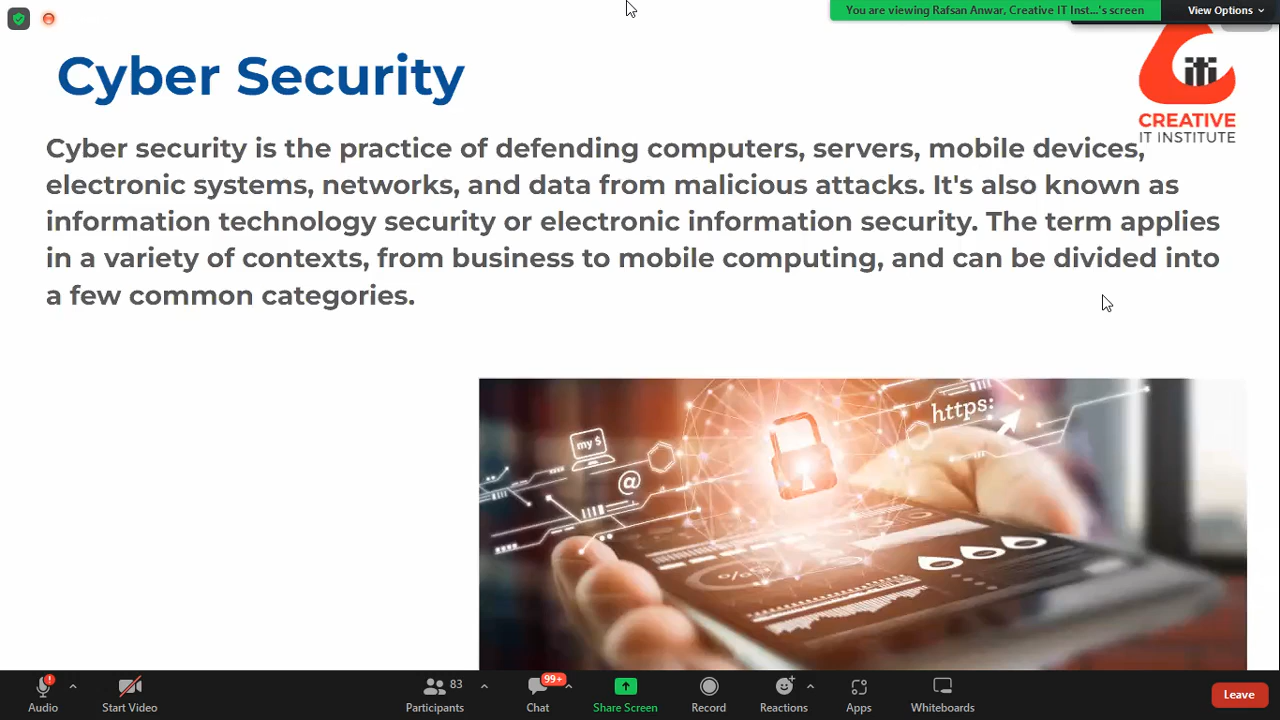 You are viewing Rafsan Anwar, Creative IT Inst...'s screen
View Options
Cyber Security
iti
CREATIVE
IT INSTITUTE
Cyber security is the practice of defending computers, servers, mobile devices,
electronic systems, networks, and data from malicious attacks. It's also known as
information technology security or electronic information security. The term applies
in a variety of contexts, from business to mobile computing, and can be divided into
a few common categories.
https:
my $
@
Audio
Start Video
83
Participants
99+
Chat
Share Screen
Record
Reactions
Apps
Whiteboards
Leave